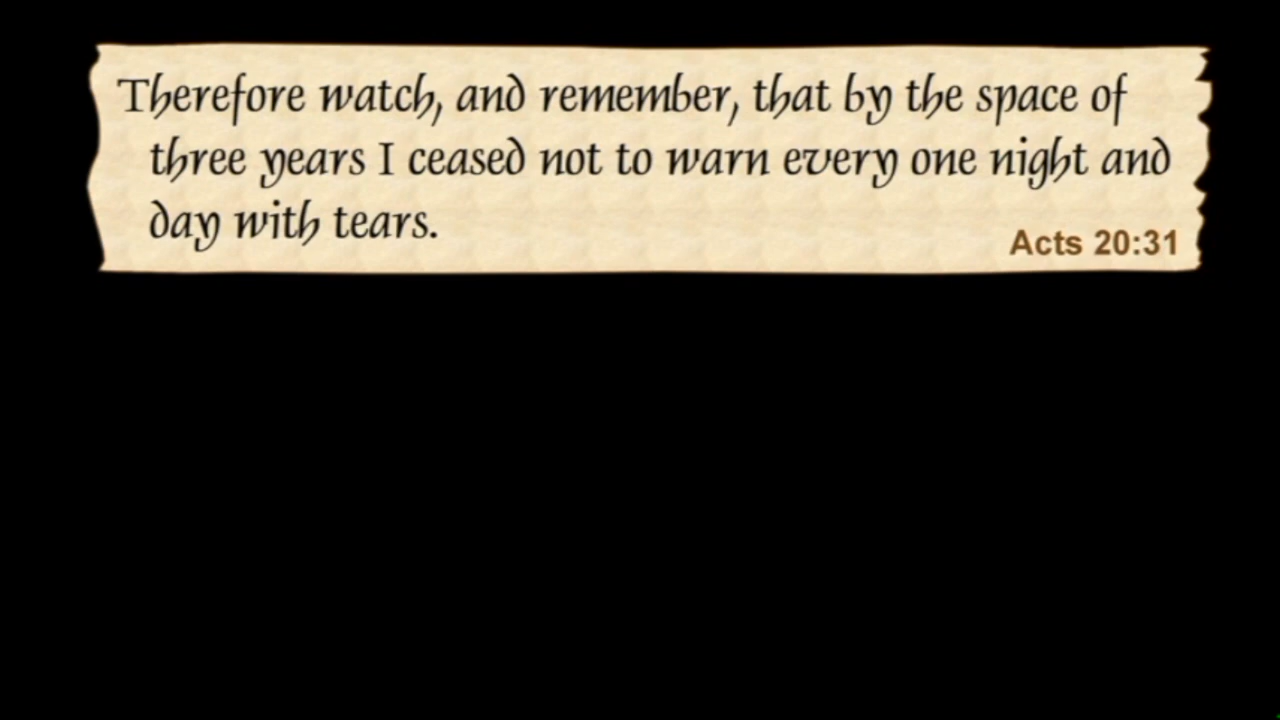 Therefore watch, and remember, that by the space of
three years I ceased not to warn every one night and
day with tears.
Acts 20:31